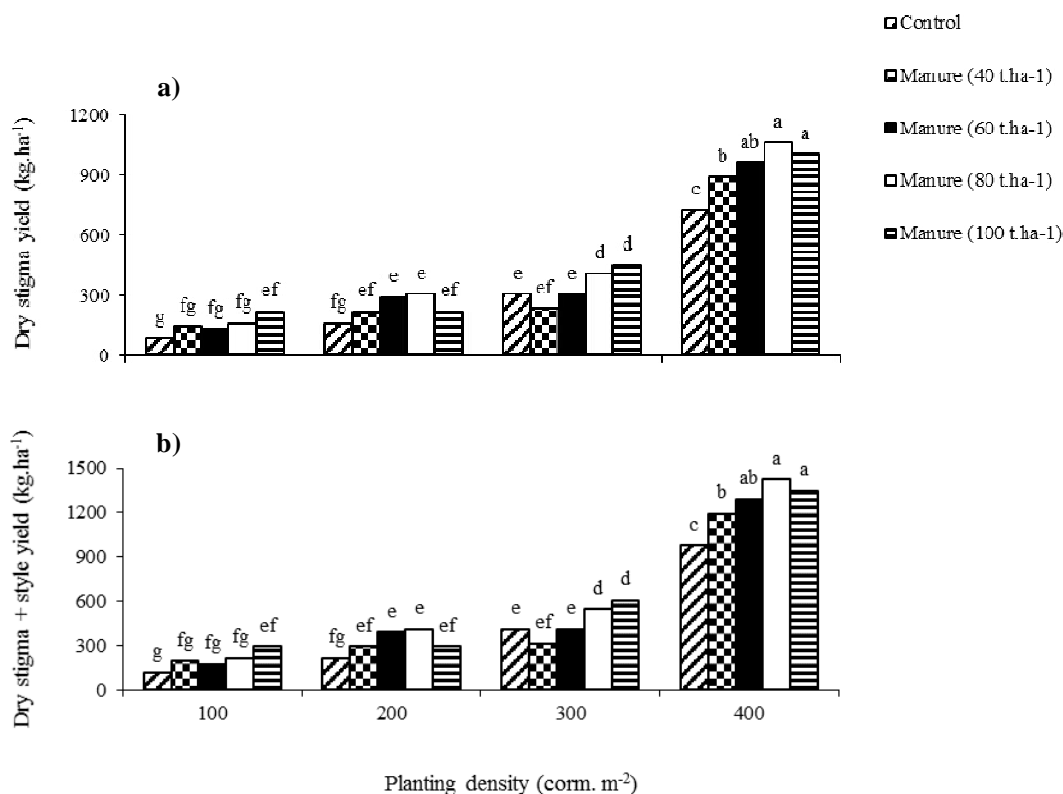 Control
Manure (40 t.ha-1)
Manure (60 t.ha-1)
Manure (80 t.ha-1)
Manure (100 t.ha-1)
a)
Dry stigma yield (kg.ha-1)
1200
900
600
300
0
g fg fg fg ef
fg ef e e ef
e ef e d d
c b ab a a
b)
Dry stigma + style yield (kg.ha-1)
1500
1200
900
600
300
0
g fg fg fg ef
fg ef e e ef
e ef e d d
c b ab a a
100 200 300 400
Planting density (corm. m-2)